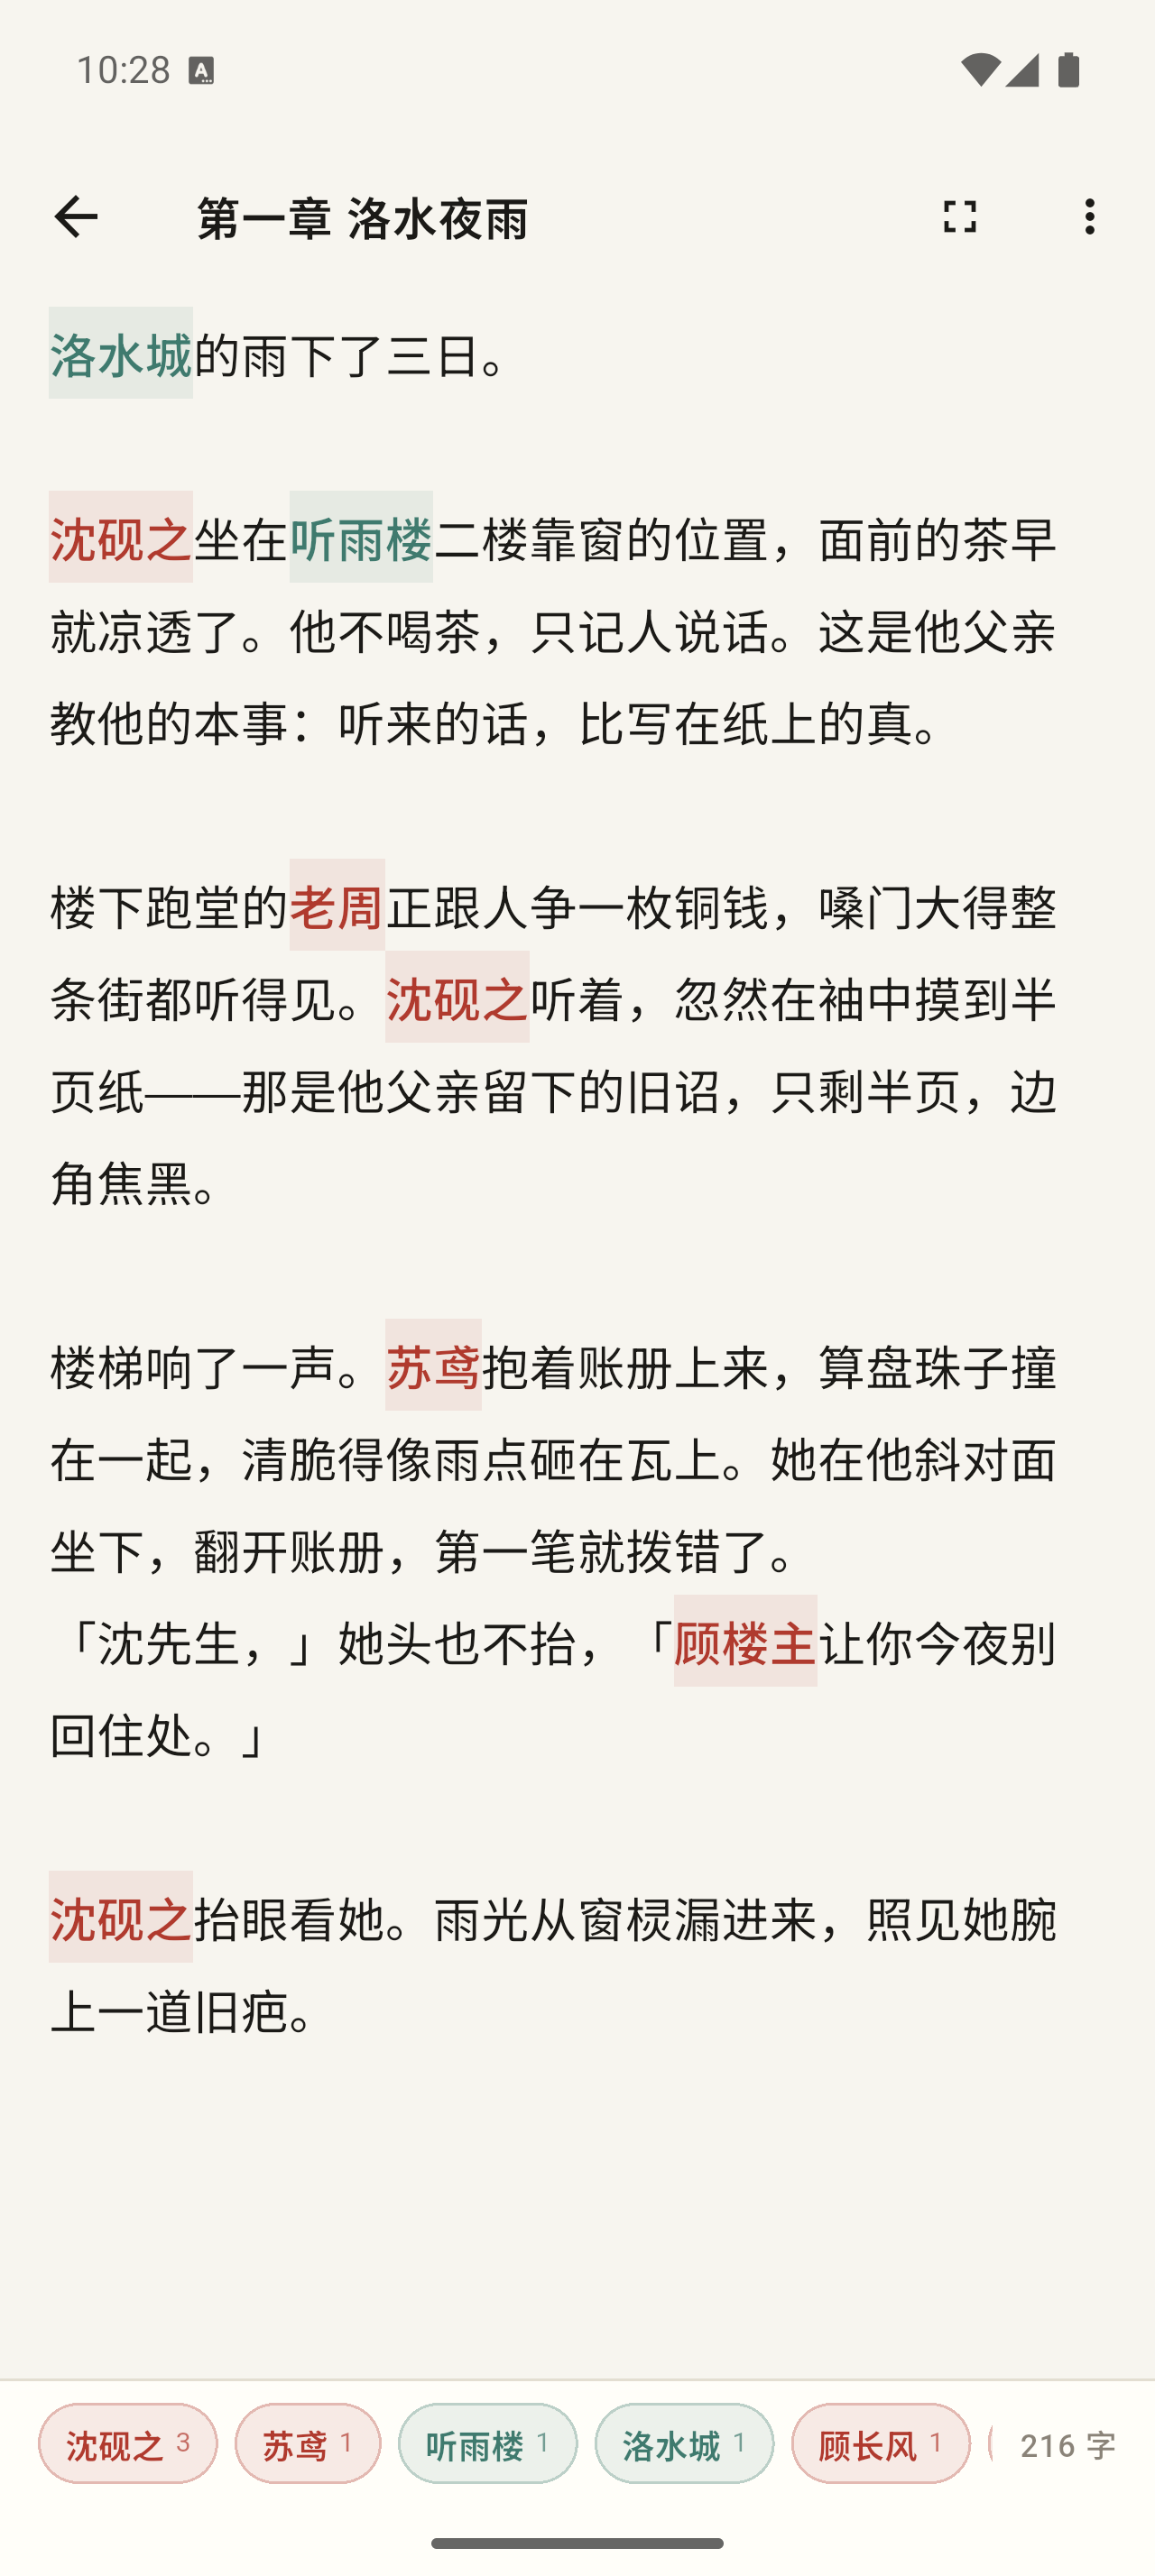 10:28
第一章 洛水夜雨
洛水城的雨下了三日。
沈砚之坐在听雨楼二楼靠窗的位置，面前的茶早
就凉透了。他不喝茶，只记人说话。这是他父亲
教他的本事：听来的话，比写在纸上的真。
楼下跑堂的老周正跟人争一枚铜钱，嗓门大得整
条街都听得见。沈砚之听着，忽然在袖中摸到半
页纸——那是他父亲留下的旧诏，只剩半页，边
角焦黑。
楼梯响了一声。苏鸢抱着账册上来，算盘珠子撞
在一起，清脆得像雨点砸在瓦上。她在他斜对面
坐下，翻开账册，第一笔就拨错了。
「沈先生，」她头也不抬，「顾楼主让你今夜别
回住处。」
沈砚之抬眼看她。雨光从窗棂漏进来，照见她腕
上一道旧疤。
沈砚之 3 苏鸢 1 听雨楼 1 洛水城 1 顾长风 1 216 字